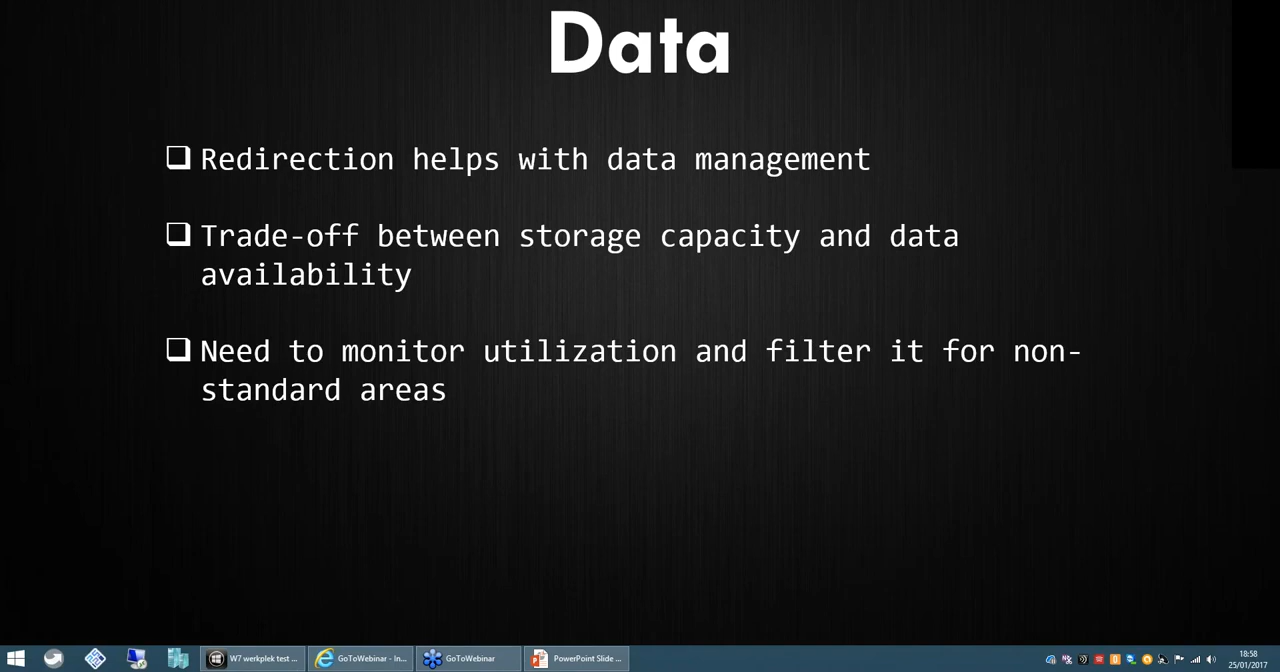 Data
Redirection helps with data management
Trade-off between storage capacity and data
availability
Need to monitor utilization and filter it for non-
standard areas
W7 werkplek test ...
GoToWebinar - In...
GoToWebinar
PowerPoint Slide ...
18:58
25/01/2017